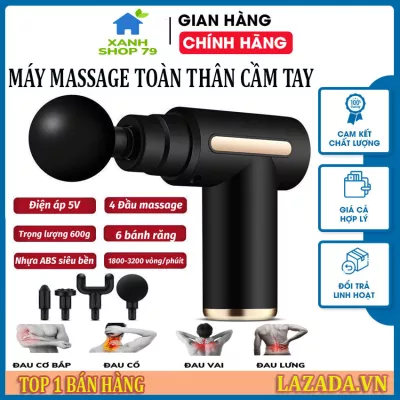 XANH
SHOP 79
GIAN HÀNG
CHÍNH HÃNG
MÁY MASSAGE TOÀN THÂN CẦM TAY
100%
CAM KẾT
CHẤT LƯỢNG
Điện áp 5V
4 Đầu massage
Trọng lượng 600g
6 bánh răng
Nhựa ABS siêu bền
1800-3200 vòng/phúit
GIÁ CẢ
HỢP LÝ
ĐỔI TRẢ
LINH HOẠT
ĐAU CƠ BẮP
ĐAU CỔ
ĐAU VAI
ĐAU LƯNG
TOP 1 BÁN HÀNG
LAZADA.VN